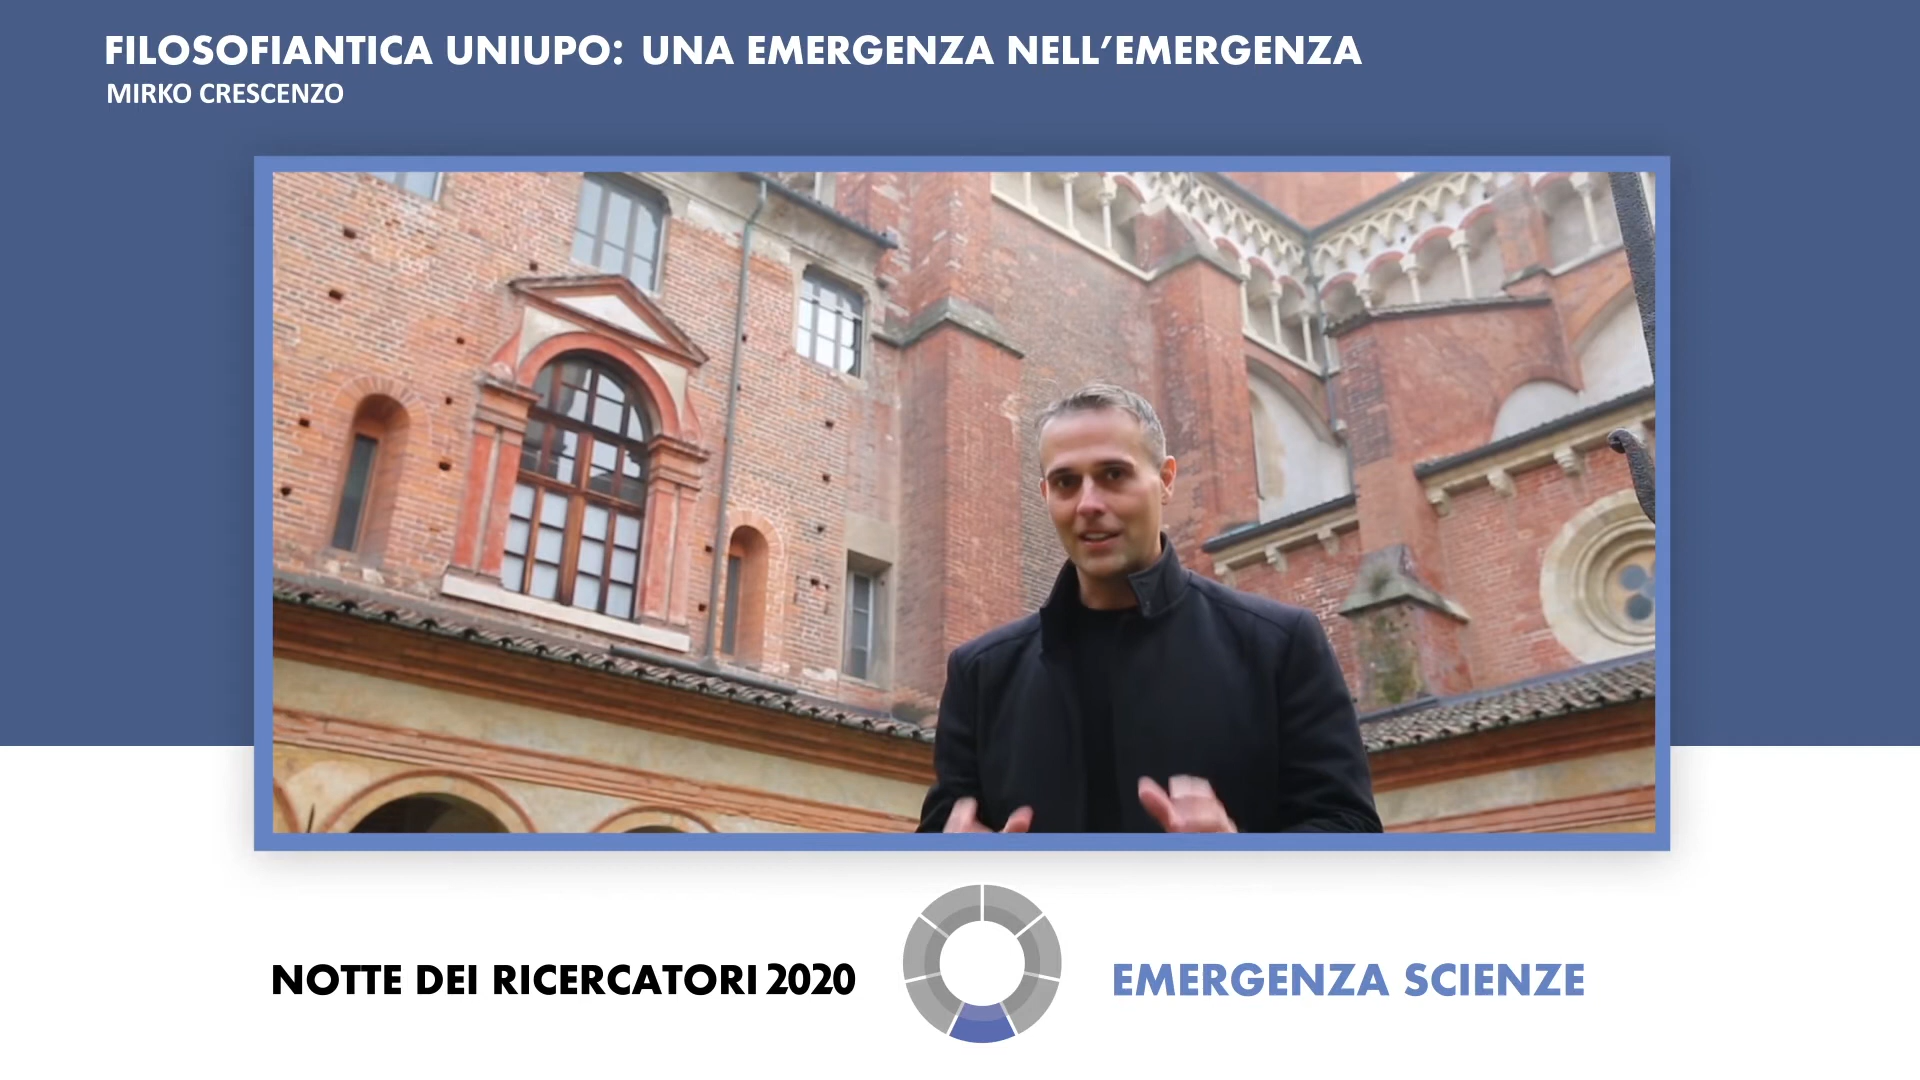 FILOSOFIANTICA UNIUPO: UNA EMERGENZA NELL'EMERGENZA
MIRKO CRESCENZO
NOTTE DEI RICERCATORI 2020
EMERGENZA SCIENZE